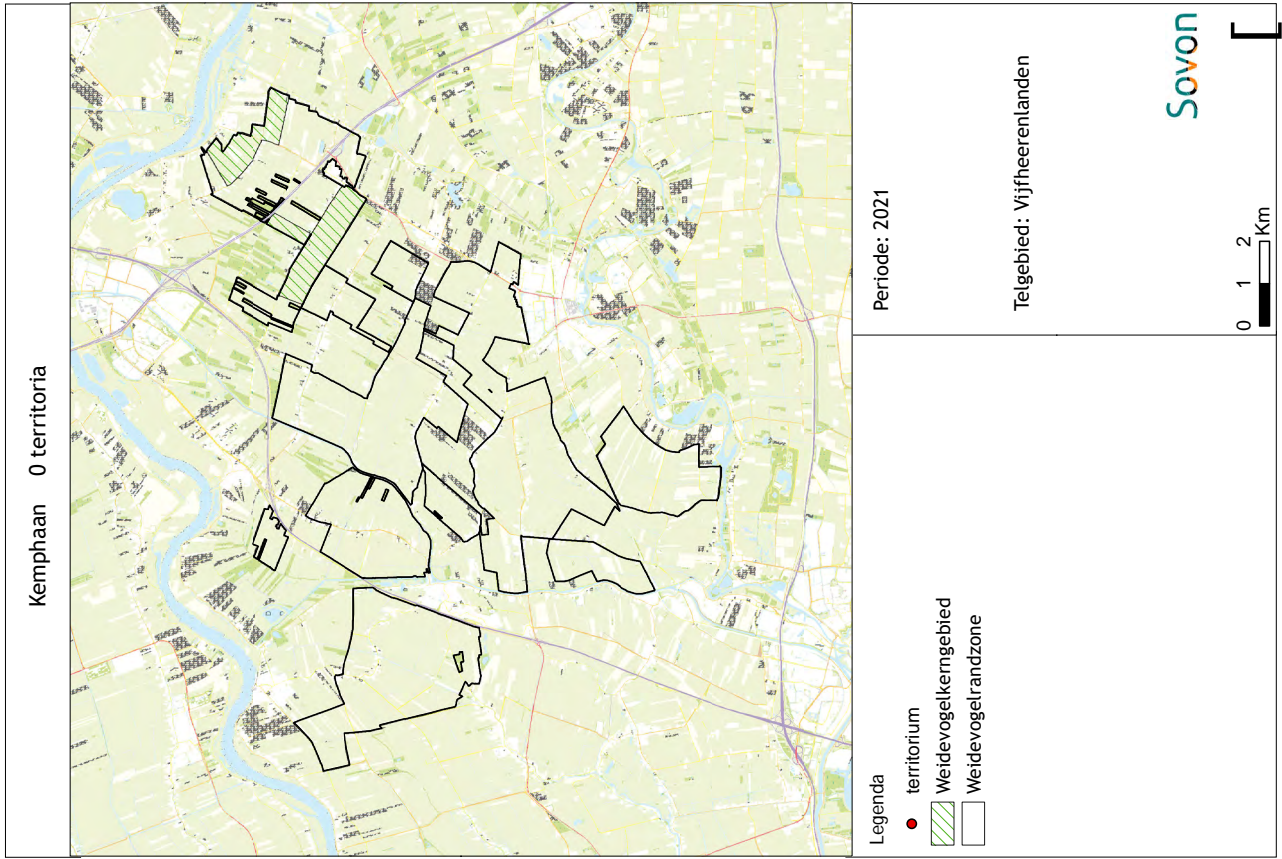 Kemphaan 0 territoria
Legenda
territorium
Weidevogelkerngebied
Weidevogelrandzone
Periode: 2021
Telgebied: Vijfheerenlanden
0 1 2
Km
Sovon